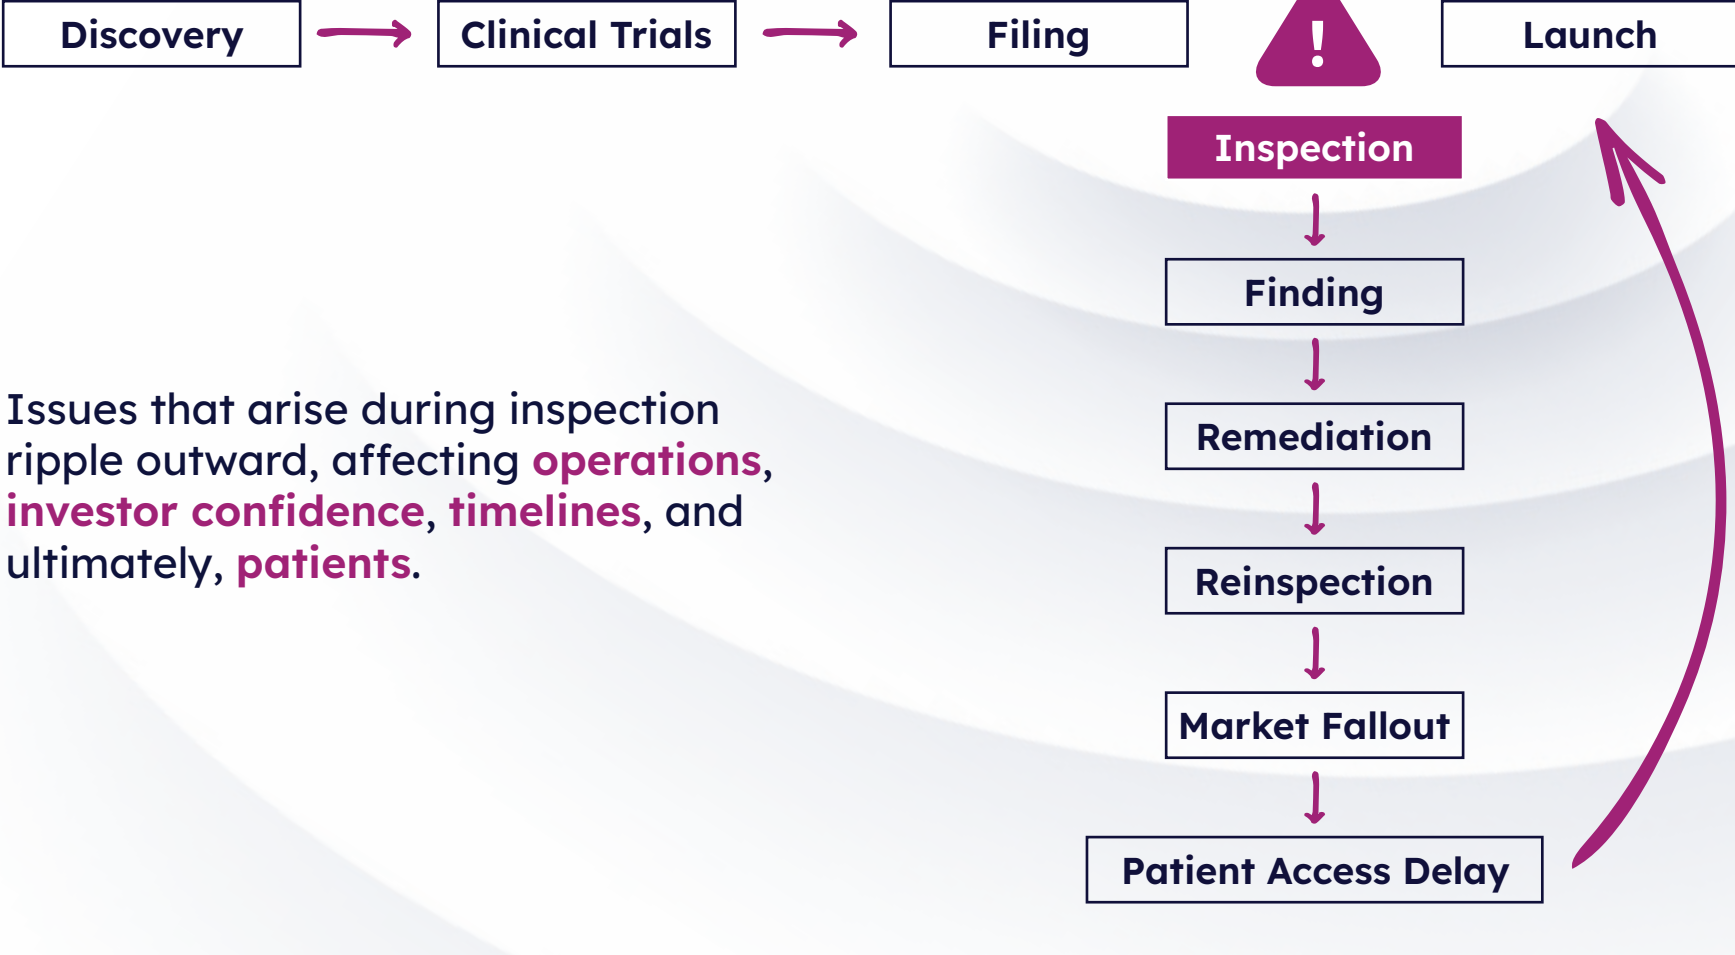 Discovery
Clinical Trials
Filing
!
Launch
Inspection
Finding
Remediation
Reinspection
Market Fallout
Patient Access Delay
Issues that arise during inspection
ripple outward, affecting operations,
investor confidence, timelines, and
ultimately, patients.